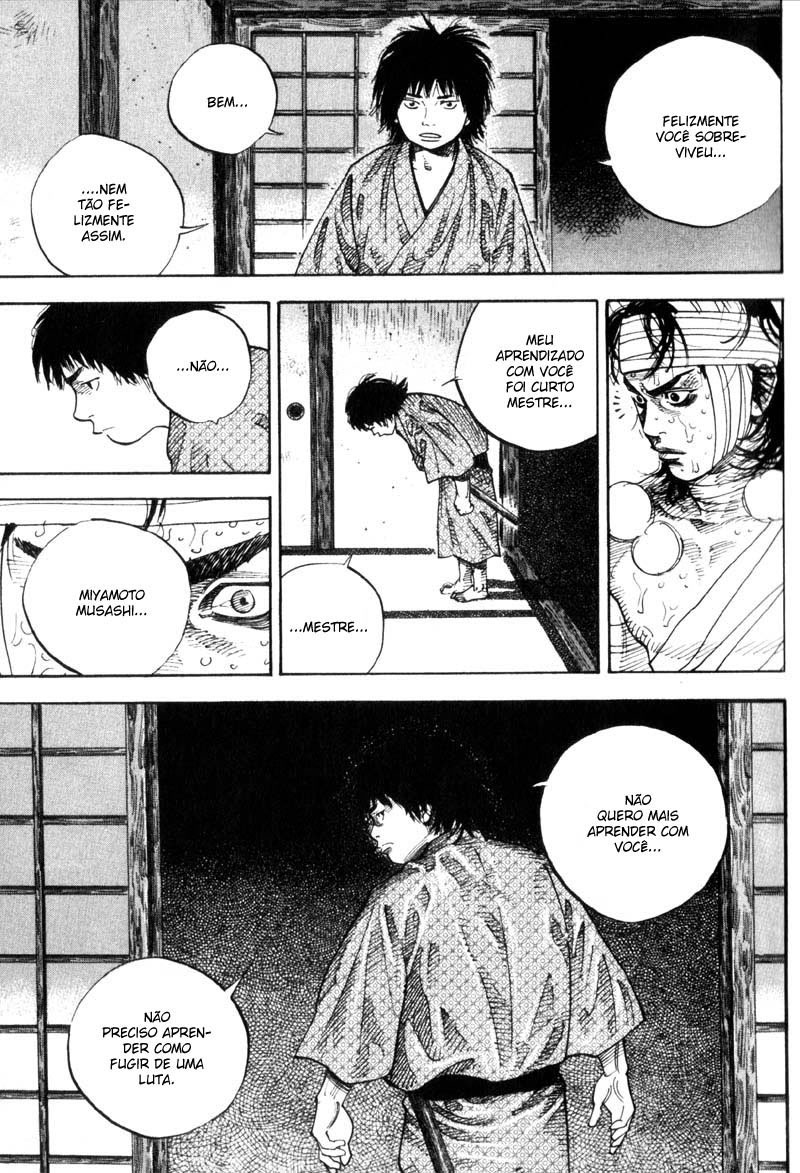 FELIZMENTE
VOCÊ SOBRE-
VIVEU...
BEM...
....NEM
TÃO FE-
LIZMENTE
ASSIM.
MEU
APRENDIZADO
COM VOCÊ
FOI CURTO
MESTRE...
...MESTRE...
...NÃO...
MIYAMOTO
MUSASHI...
NÃO
QUERO MAIS
APRENDER COM
VOCÊ...
NÃO
PRECISO APREN-
DER COMO
FUGIR DE UMA
LUTA.